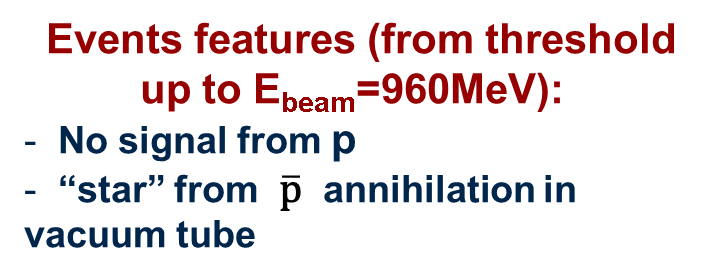 Events features (from threshold
up to Ebeam=960MeV):
- No signal from p
- “star” from p̅ annihilation in
vacuum tube